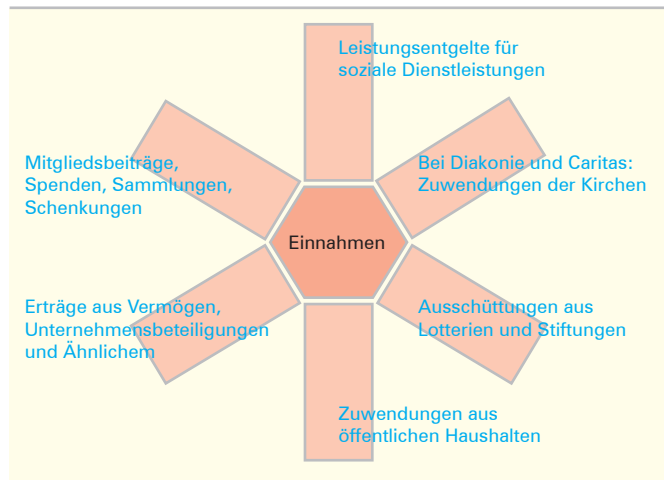 Leistungsentgelte für
soziale Dienstleistungen
Mitgliedsbeiträge,
Spenden, Sammlungen,
Schenkungen
Bei Diakonie und Caritas:
Zuwendungen der Kirchen
Einnahmen
Erträge aus Vermögen,
Unternehmensbeteiligungen
und Ähnlichem
Ausschüttungen aus
Lotterien und Stiftungen
Zuwendungen aus
öffentlichen Haushalten